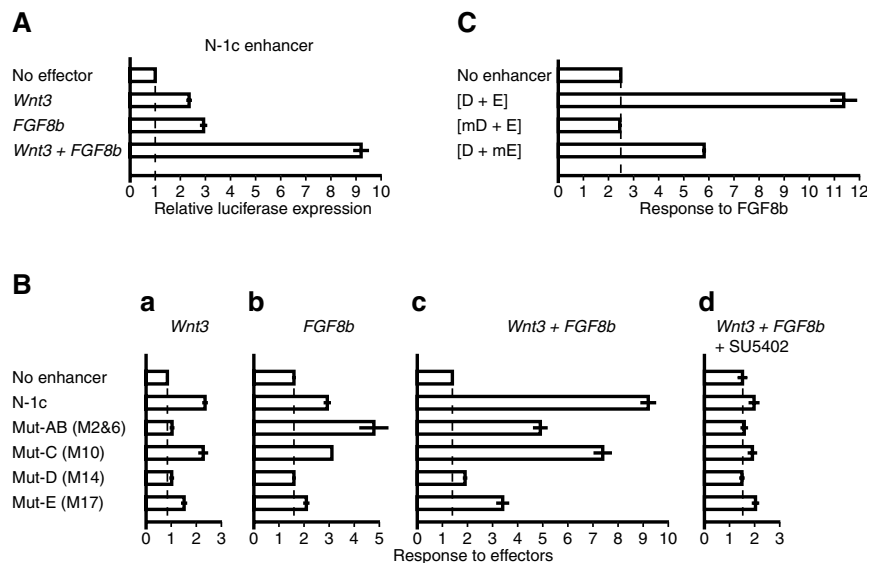 A
N-1c enhancer
No effector
Wnt3
FGF8b
Wnt3 + FGF8b
0 1 2 3 4 5 6 7 8 9 10
Relative luciferase expression
C
No enhancer
[D + E]
[mD + E]
[D + mE]
0 1 2 3 4 5 6 7 8 9 10 11 12
Response to FGF8b
B
a b c d
Wnt3 FGF8b Wnt3 + FGF8b Wnt3 + FGF8b
+ SU5402
No enhancer
N-1c
Mut-AB (M2&6)
Mut-C (M10)
Mut-D (M14)
Mut-E (M17)
0 1 2 3 0 1 2 3 4 5 0 1 2 3 4 5 6 7 8 9 10 0 1 2 3
Response to effectors